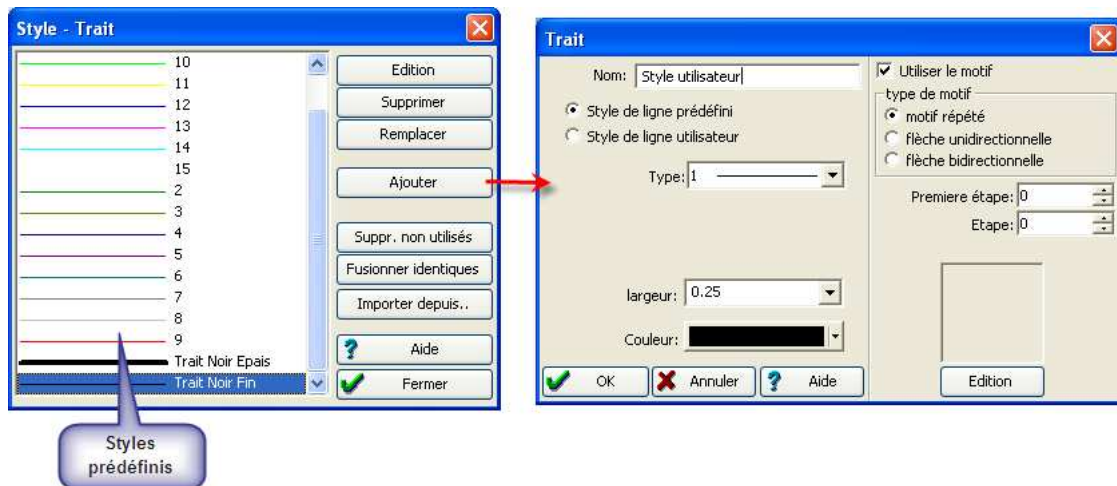 Style - Trait
10
11
12
13
14
15
2
3
4
5
6
7
8
9
Trait Noir Epais
Trait Noir Fin
Edition
Supprimer
Remplacer
Ajouter
Suppr. non utilisés
Fusionner identiques
Importer depuis..
Aide
Fermer
Styles
prédéfinis
Trait
Nom: Style utilisateur
Style de ligne prédéfini
Style de ligne utilisateur
Type: 1
largeur: 0.25
Couleur:
OK
Annuler
Aide
Utiliser le motif
type de motif
motif répété
flèche unidirectionnelle
flèche bidirectionnelle
Premiere étape: 0
Etape: 0
Edition